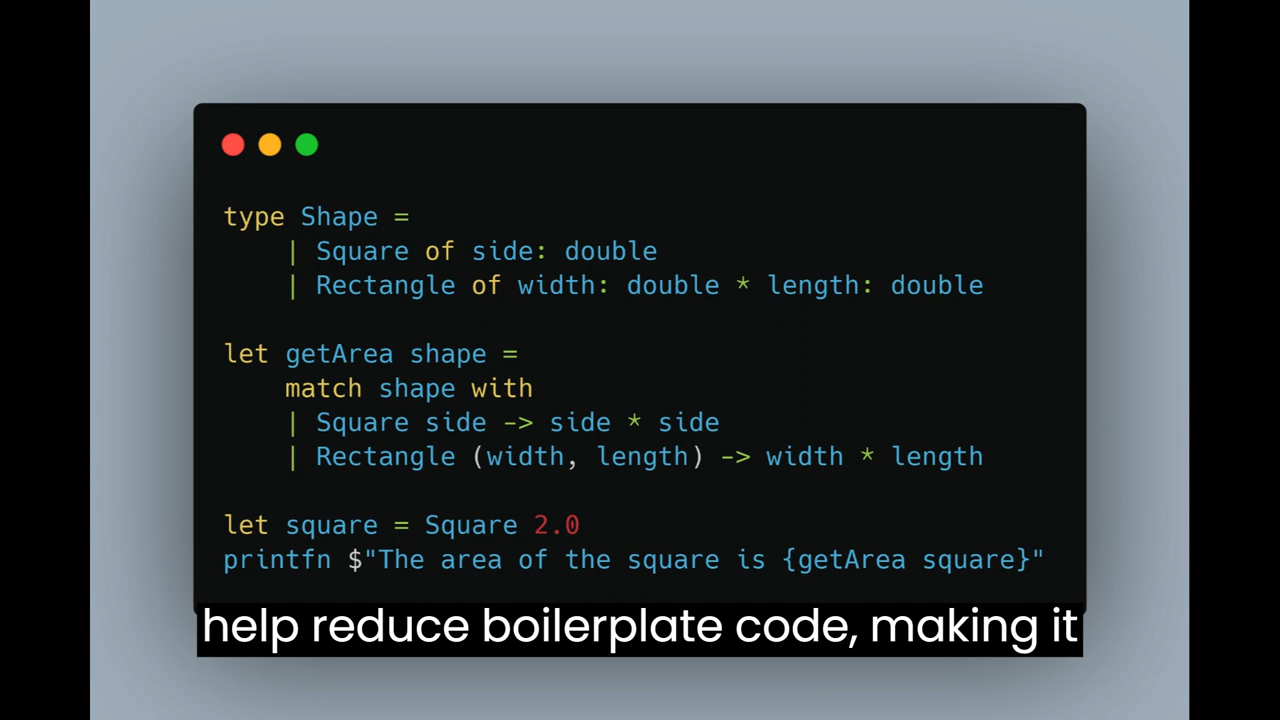 type Shape =
    | Square of side: double
    | Rectangle of width: double * length: double

let getArea shape =
    match shape with
    | Square side -> side * side
    | Rectangle (width, length) -> width * length

let square = Square 2.0
printfn $"The area of the square is {getArea square}"
help reduce boilerplate code, making it